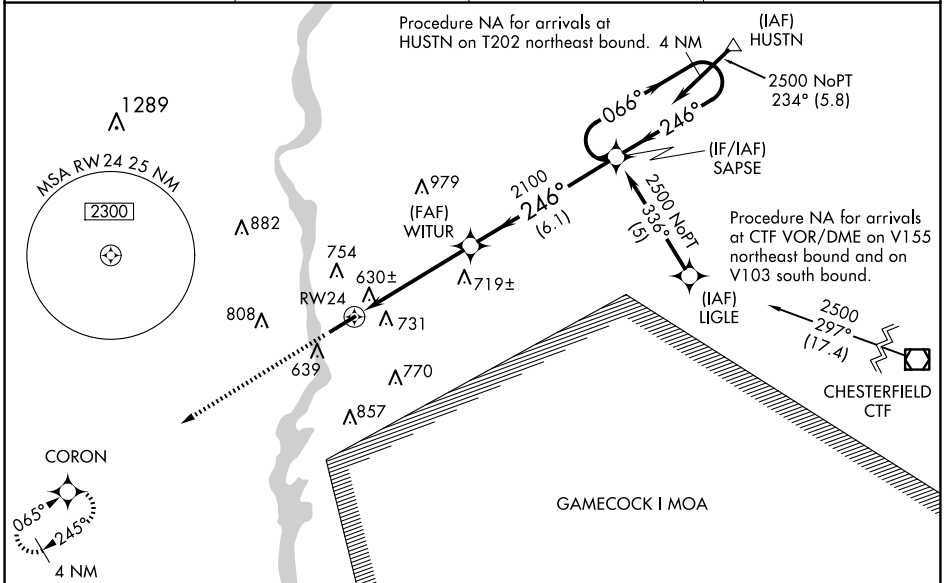 Procedure NA for arrivals at
HUSTN on T202 northeast bound.
4 NM
(IAF)
HUSTN
2500 NoPT
234° (5.8)
066°
246°
(IF/IAF)
SAPSE
1289
MSA RW 24 25 NM
2300
979
2100
246°
(6.1)
(FAF)
WITUR
2500 NoPT
336°
(5)
Procedure NA for arrivals
at CTF VOR/DME on V155
northeast bound and on
V103 south bound.
882
754
630±
719±
RW24
808
731
639
770
857
(IAF)
LIGLE
2500
297°
(17.4)
CHESTERFIELD
CTF
CORON
065°
245°
4 NM
GAMECOCK I MOA